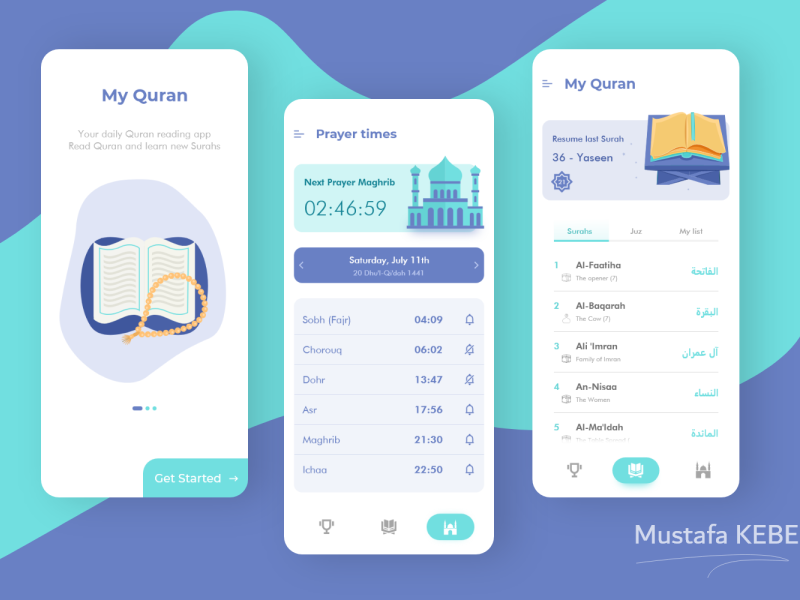 My Quran
Your daily Quran reading app
Read Quran and learn new Surahs
Get Started →
Prayer times
Next Prayer Maghrib
02:46:59
Saturday, July 11th
20 Dhu'l-Qi'dah 1441
Sobh (Fajr) 04:09
Chorouq 06:02
Dohr 13:47
Asr 17:56
Maghrib 21:30
Ichaa 22:50
My Quran
Resume last Surah
36 - Yaseen
Surahs Juz My list
1 Al-Faatiha الفاتحة
The opener (7)
2 Al-Baqarah البقرة
The Cow (7)
3 Ali 'Imran آل عمران
Family of Imran
4 An-Nisaa النساء
The Women
5 Al-Ma'idah المائدة
Mustafa KEBE